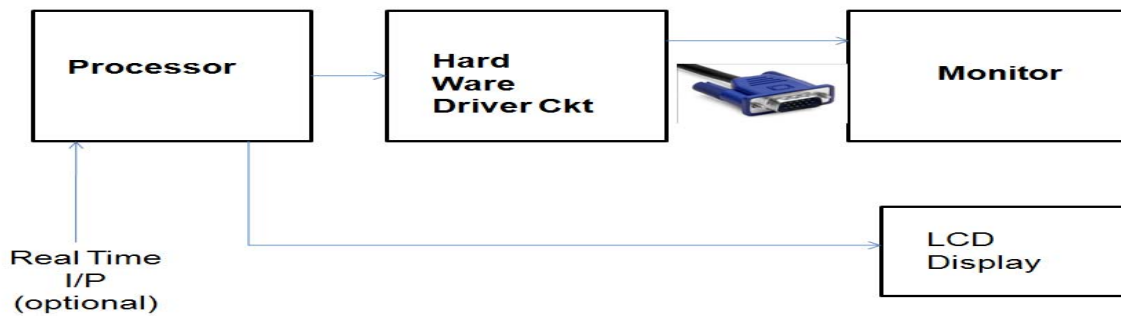 Processor
Hard
Ware
Driver Ckt
Monitor
LCD
Display
Real Time
I/P
(optional)